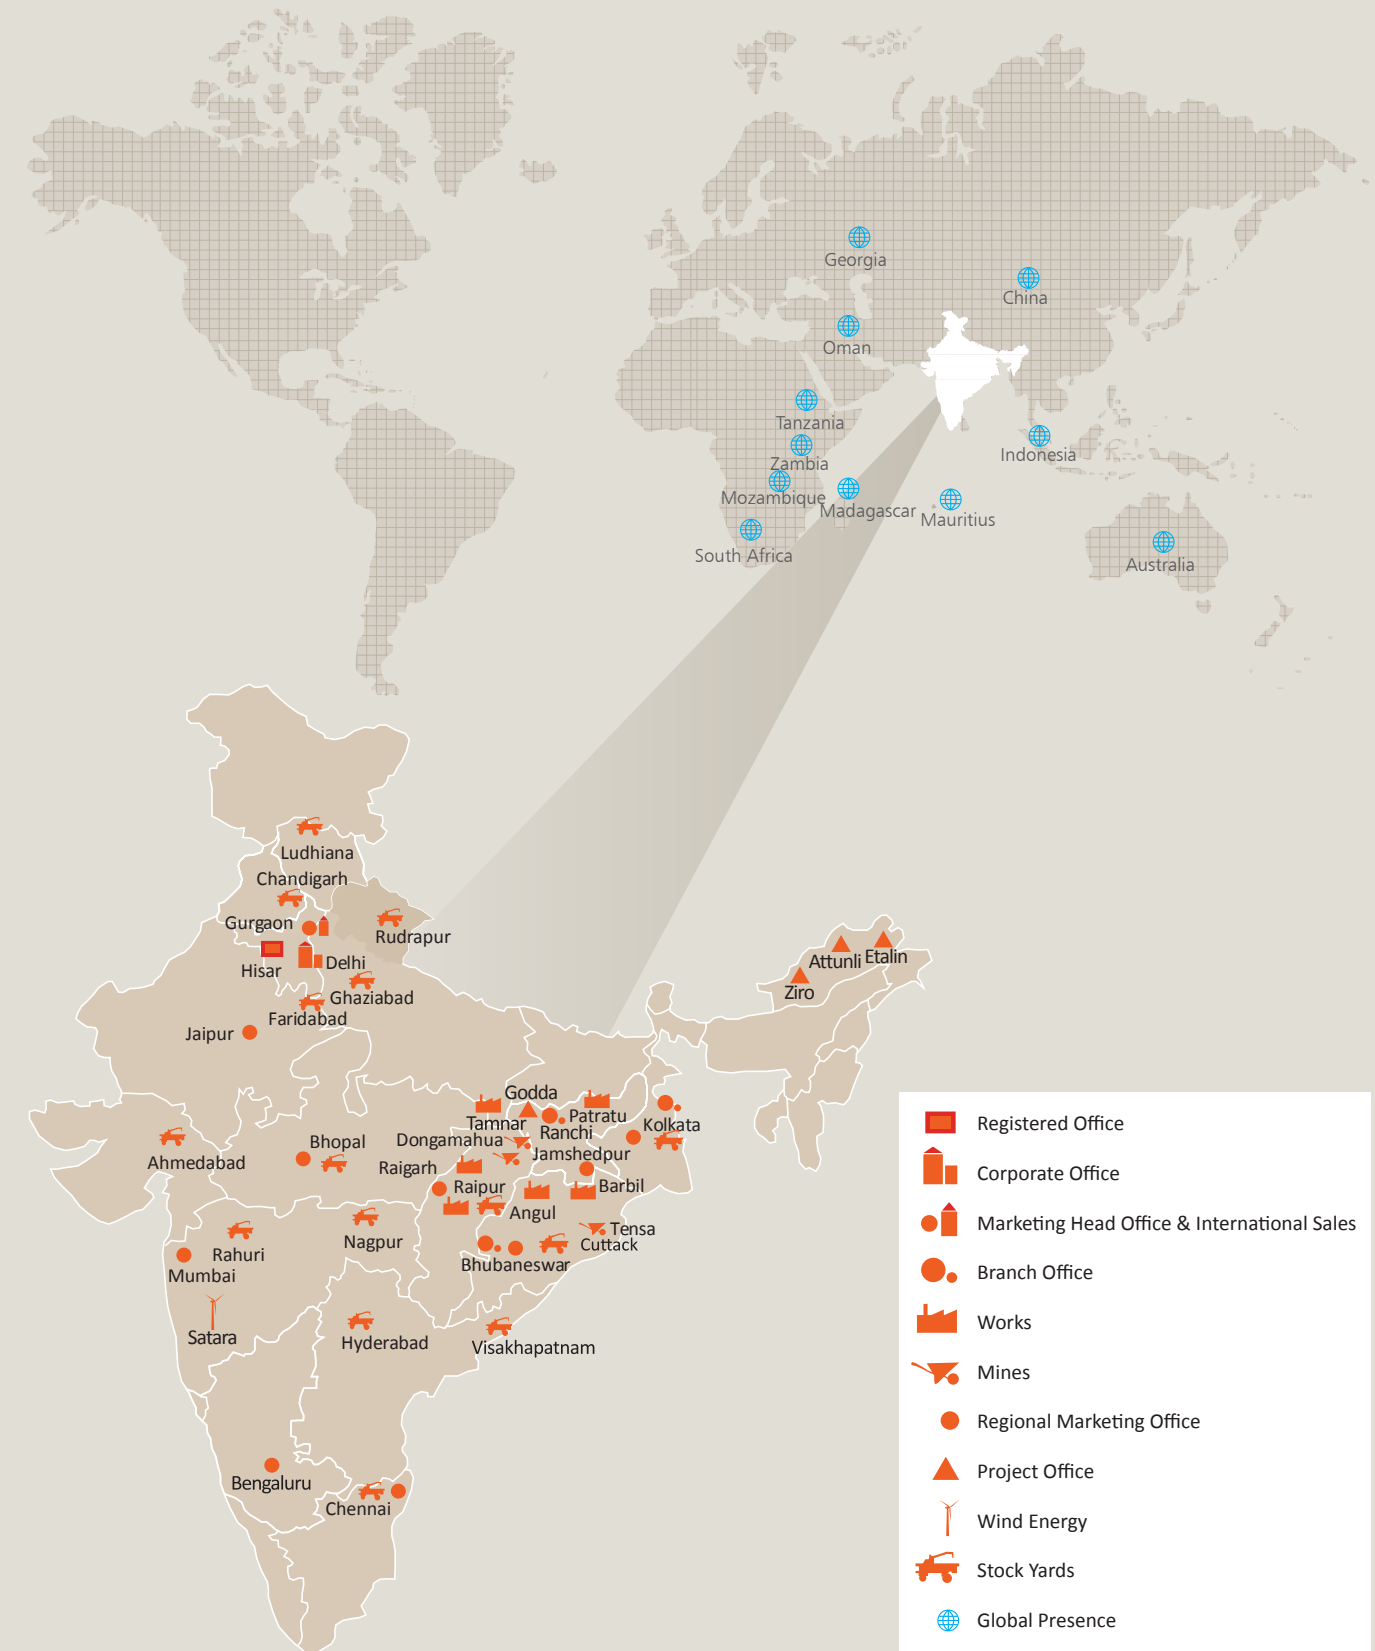 Georgia
China
Oman
Tanzania
Indonesia
Zambia
Mozambique
Madagascar
Mauritius
South Africa
Australia
Ludhiana
Chandigarh
Gurgaon
Rudrapur
Hisar
Delhi
Ghaziabad
Faridabad
Jaipur
Attunli
Etalin
Ziro
Godda
Tamnar
Patratu
Ranchi
Kolkata
Dongamahua
Bhopal
Jamshedpur
Ahmedabad
Raigarh
Raipur
Barbil
Angul
Tensa
Cuttack
Nagpur
Rahuri
Bhubaneswar
Mumbai
Satara
Hyderabad
Visakhapatnam
Bengaluru
Chennai
Registered Office
Corporate Office
Marketing Head Office & International Sales
Branch Office
Works
Mines
Regional Marketing Office
Project Office
Wind Energy
Stock Yards
Global Presence